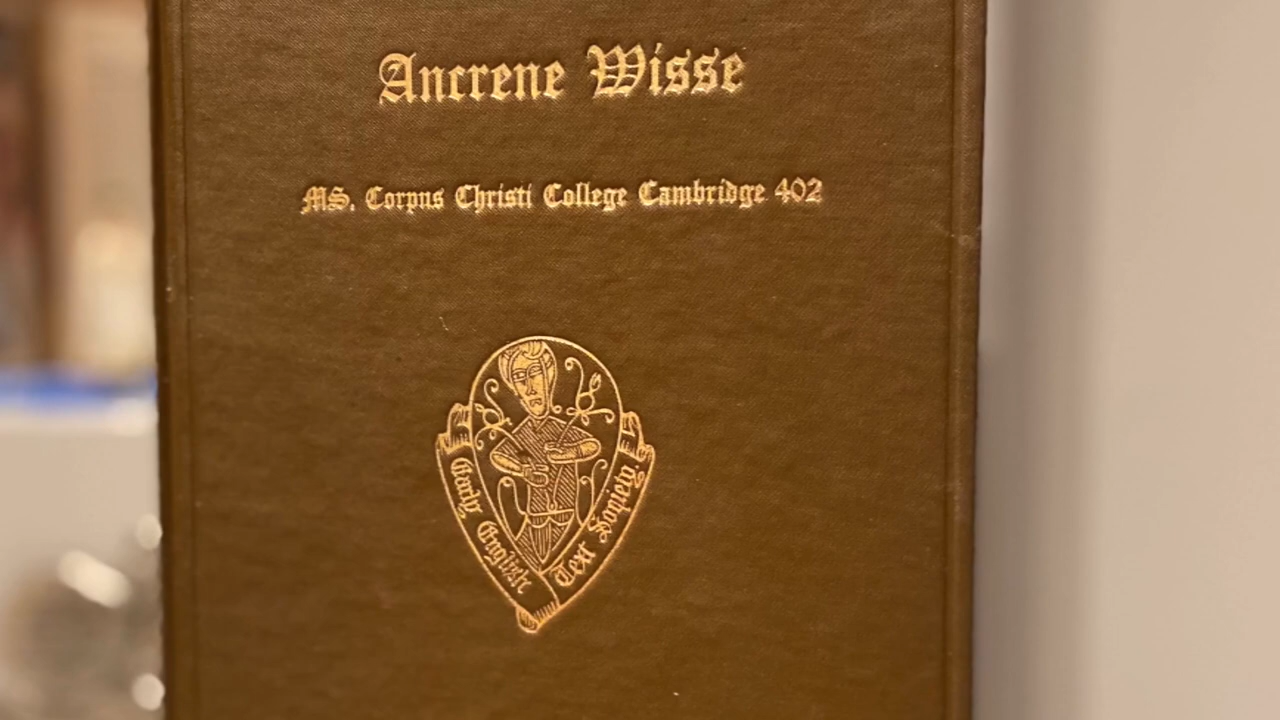 Ancrene Wisse
MS. Corpus Christi College Cambridge 402
Early English Text Society